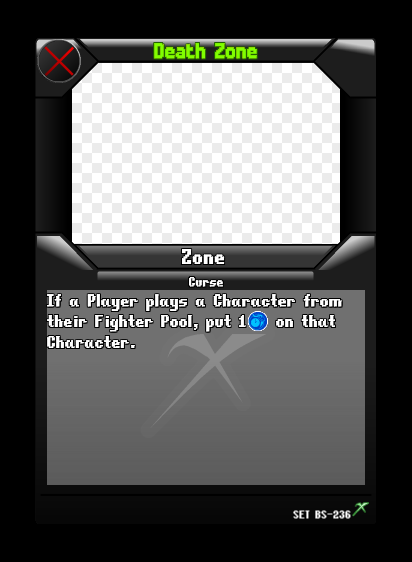 Death Zone
Zone
Curse
If a Player plays a Character from
their Fighter Pool, put 1 on that
Character.
SET BS-236